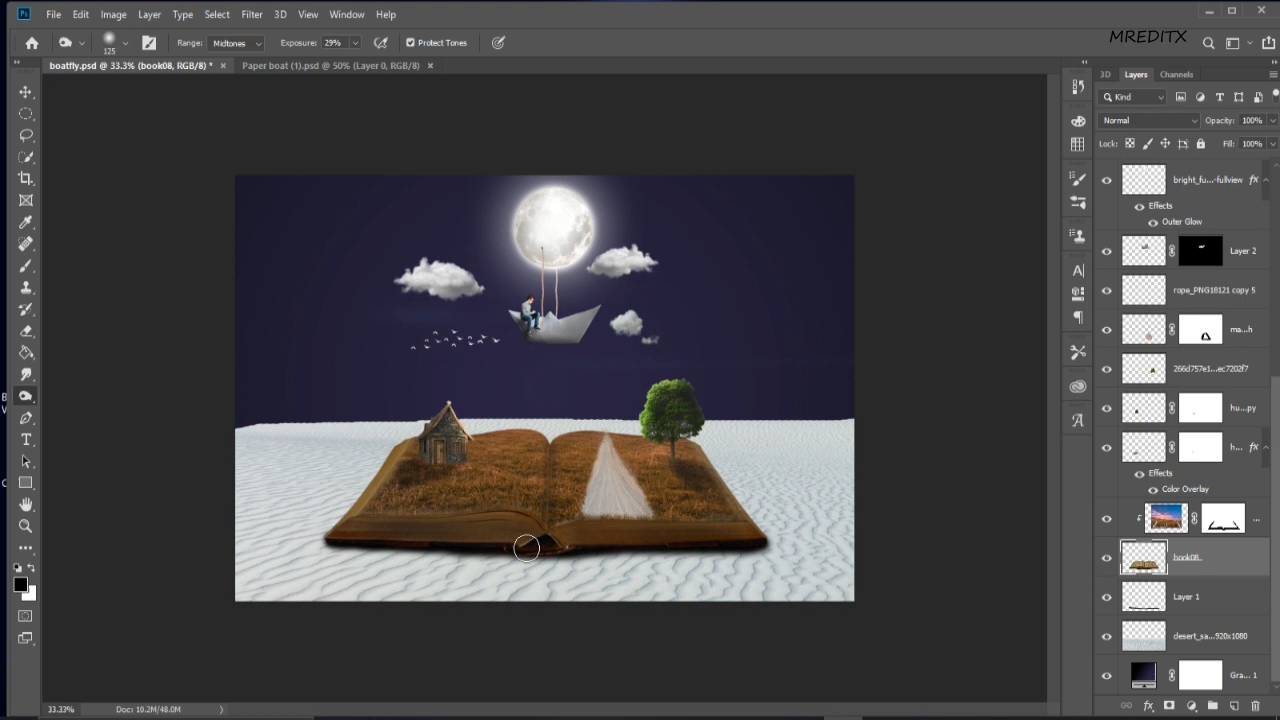 Ps File Edit Image Layer Type Select Filter 3D View Window Help
125 Range: Midtones Exposure: 29% Protect Tones
MREDITX
boatfly.psd @ 33.3% (book08, RGB/8) * × Paper boat (1).psd @ 50% (Layer 0, RGB/8) ×
3D Layers Channels
Kind
Normal Opacity: 100%
Lock: Fill: 100%
bright_fu...-fullview fx
Effects
Outer Glow
Layer 2
rope_PNG18121 copy 5
ma...h
266d757e1...ec7202f7
hu...py
h... fx
Effects
Color Overlay
...
book08
Layer 1
desert_sa...920x1080
Gra... 1
33.33% Doc: 10.2M/48.0M